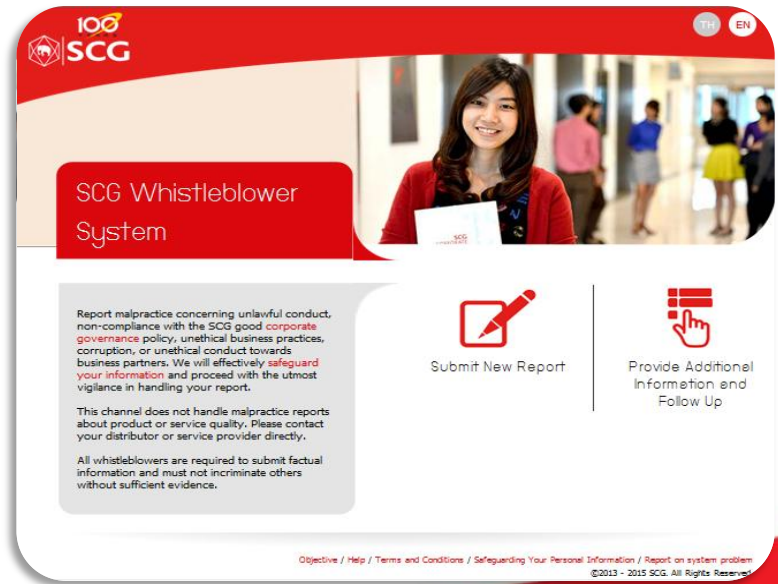 100
YEARS
SCG
TH
EN
SCG Whistleblower
System
SCG
CORPORATE
Report malpractice concerning unlawful conduct,
non-compliance with the SCG good corporate
governance policy, unethical business practices,
corruption, or unethical conduct towards
business partners. We will effectively safeguard
your information and proceed with the utmost
vigilance in handling your report.
This channel does not handle malpractice reports
about product or service quality. Please contact
your distributor or service provider directly.
All whistleblowers are required to submit factual
information and must not incriminate others
without sufficient evidence.
Submit New Report
Provide Additional
Information and
Follow Up
Objective / Help / Terms and Conditions / Safeguarding Your Personal Information / Report on system problem
©2013 - 2015 SCG. All Rights Reserved